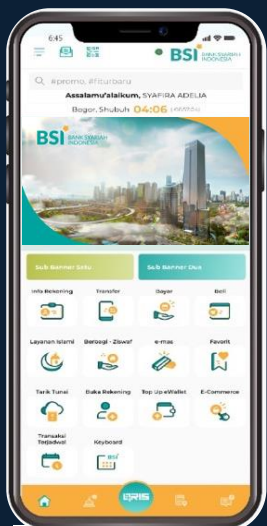 6:45
BSI BANK SYARIAH INDONESIA
#promo, #fiturbaru
Assalamu'alaikum, SYAFIRA ADELIA
Bogor, Shubuh 04:06
BSI BANK SYARIAH INDONESIA
Sub Banner Satu Sub Banner Dua
Info Rekening Transfer Bayar Beli
Layanan Islami Berbagi - Ziswaf e-mas Favorit
Tarik Tunai Buka Rekening Top Up eWallet E-Commerce
Transaksi Terjadwal Keyboard
BSI
QRIS